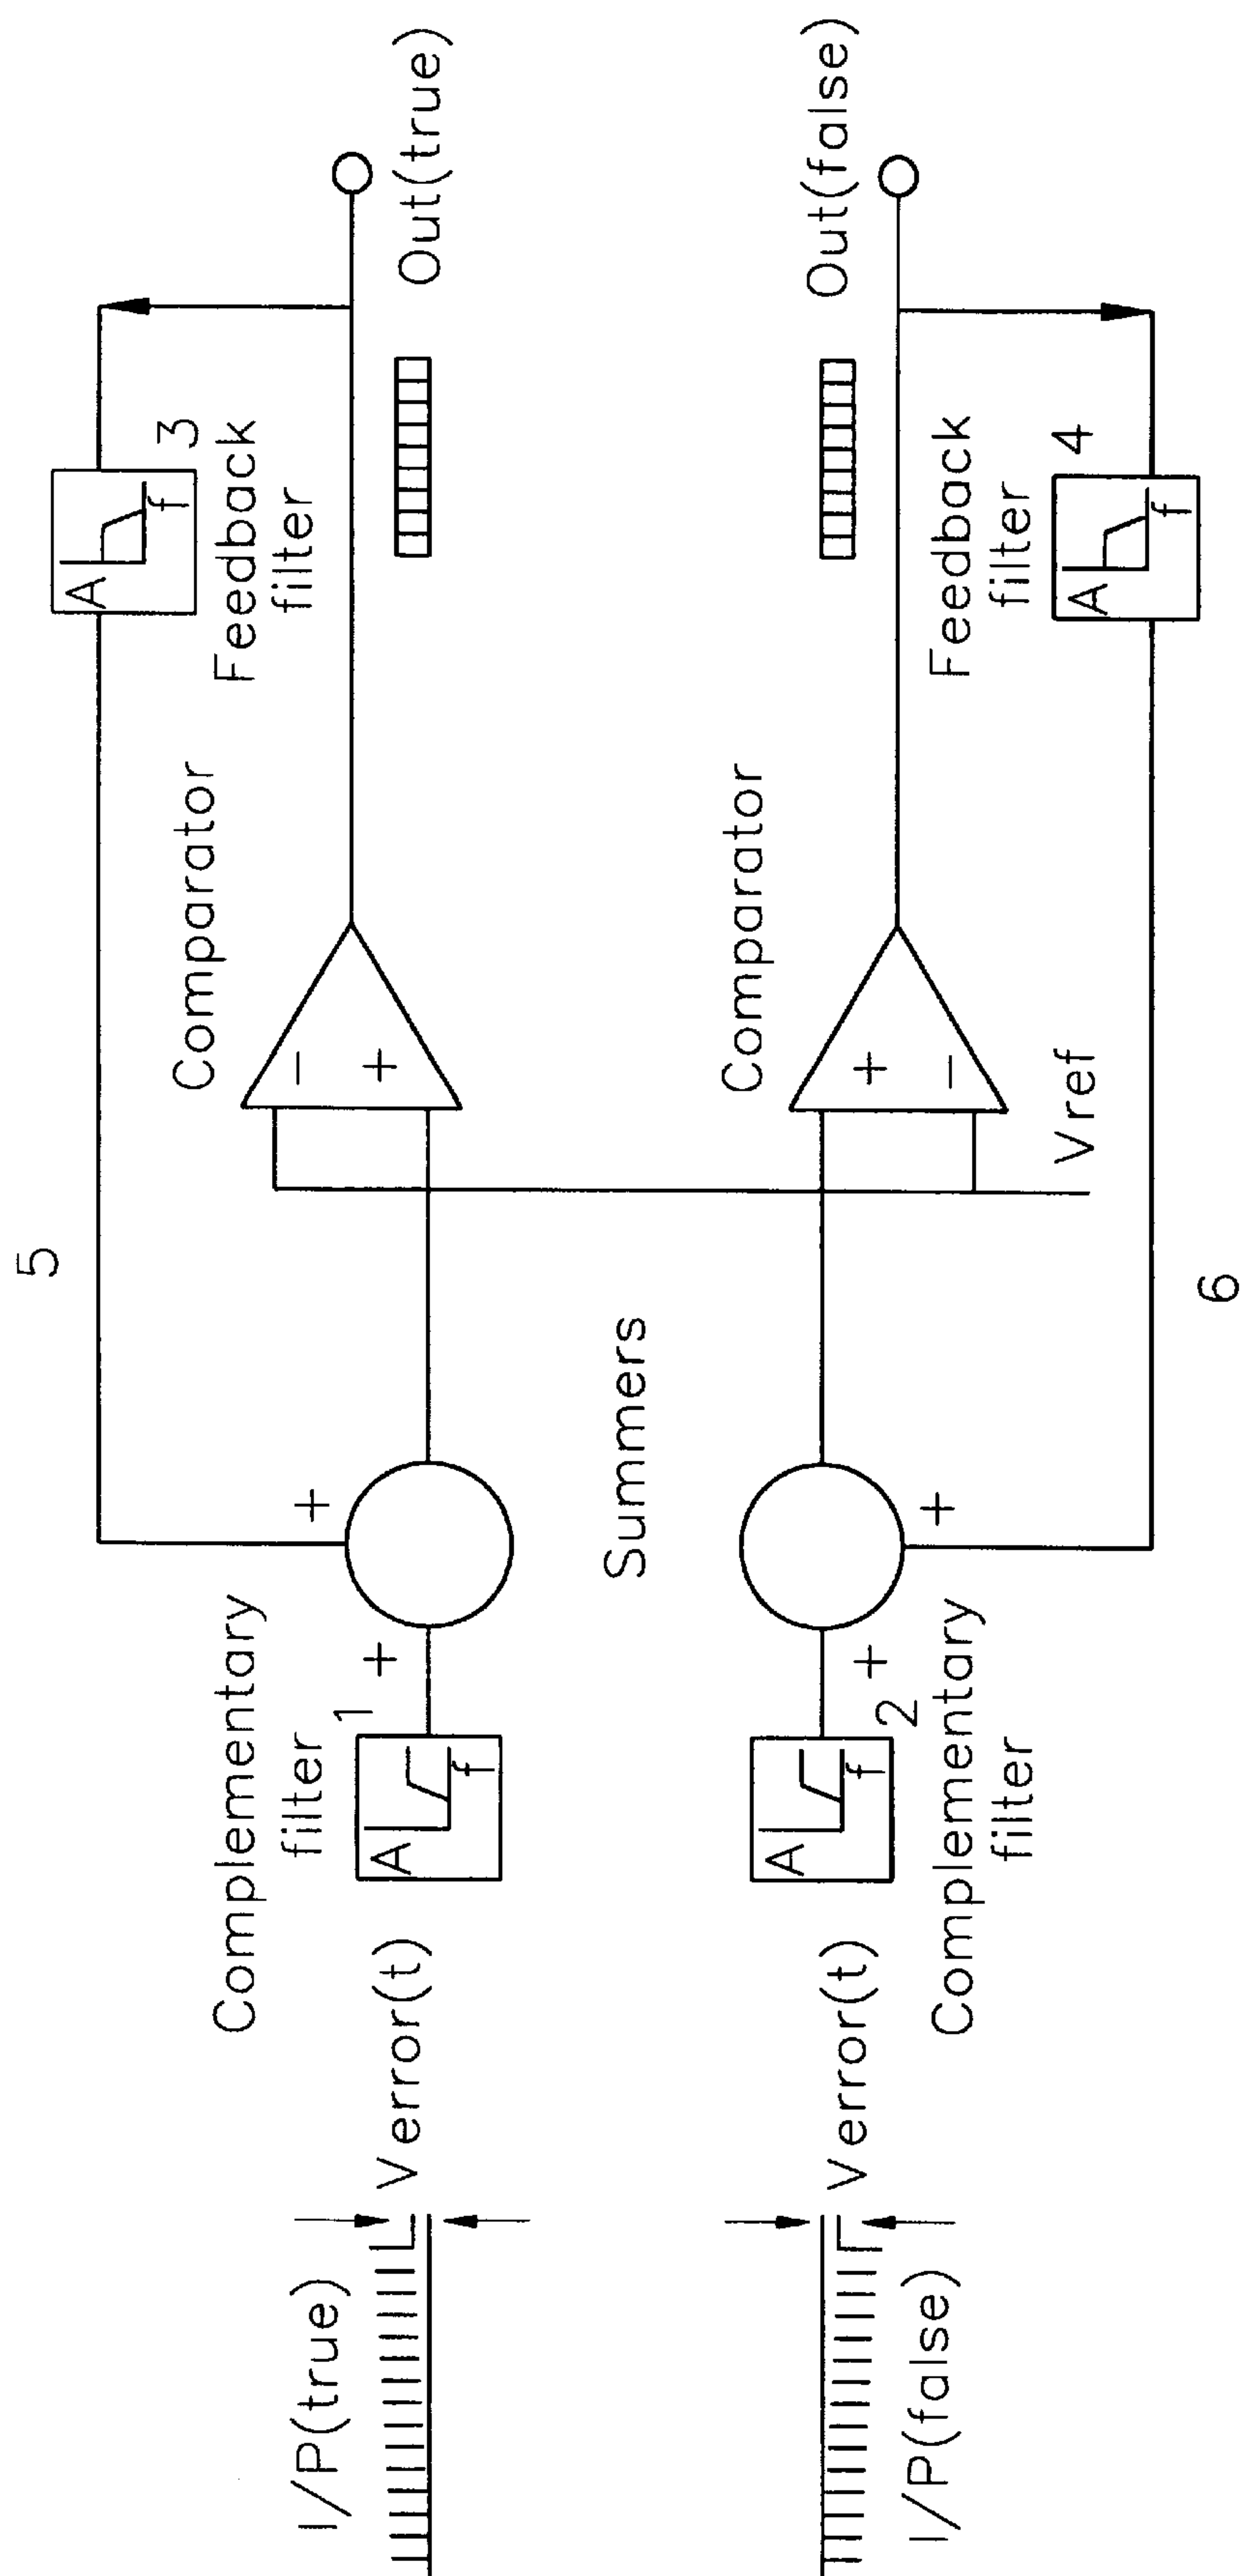 5
3
Feedback
filter
A
f
Comparator
Out(true)
Complementary
filter
1
A
f
+
+
−
+
I/P(true)
Verror(t)
Summers
Comparator
Out(false)
I/P(false)
Verror(t)
A
f
2
Complementary
filter
+
+
+
−
Vref
Feedback
filter
4
A
f
6